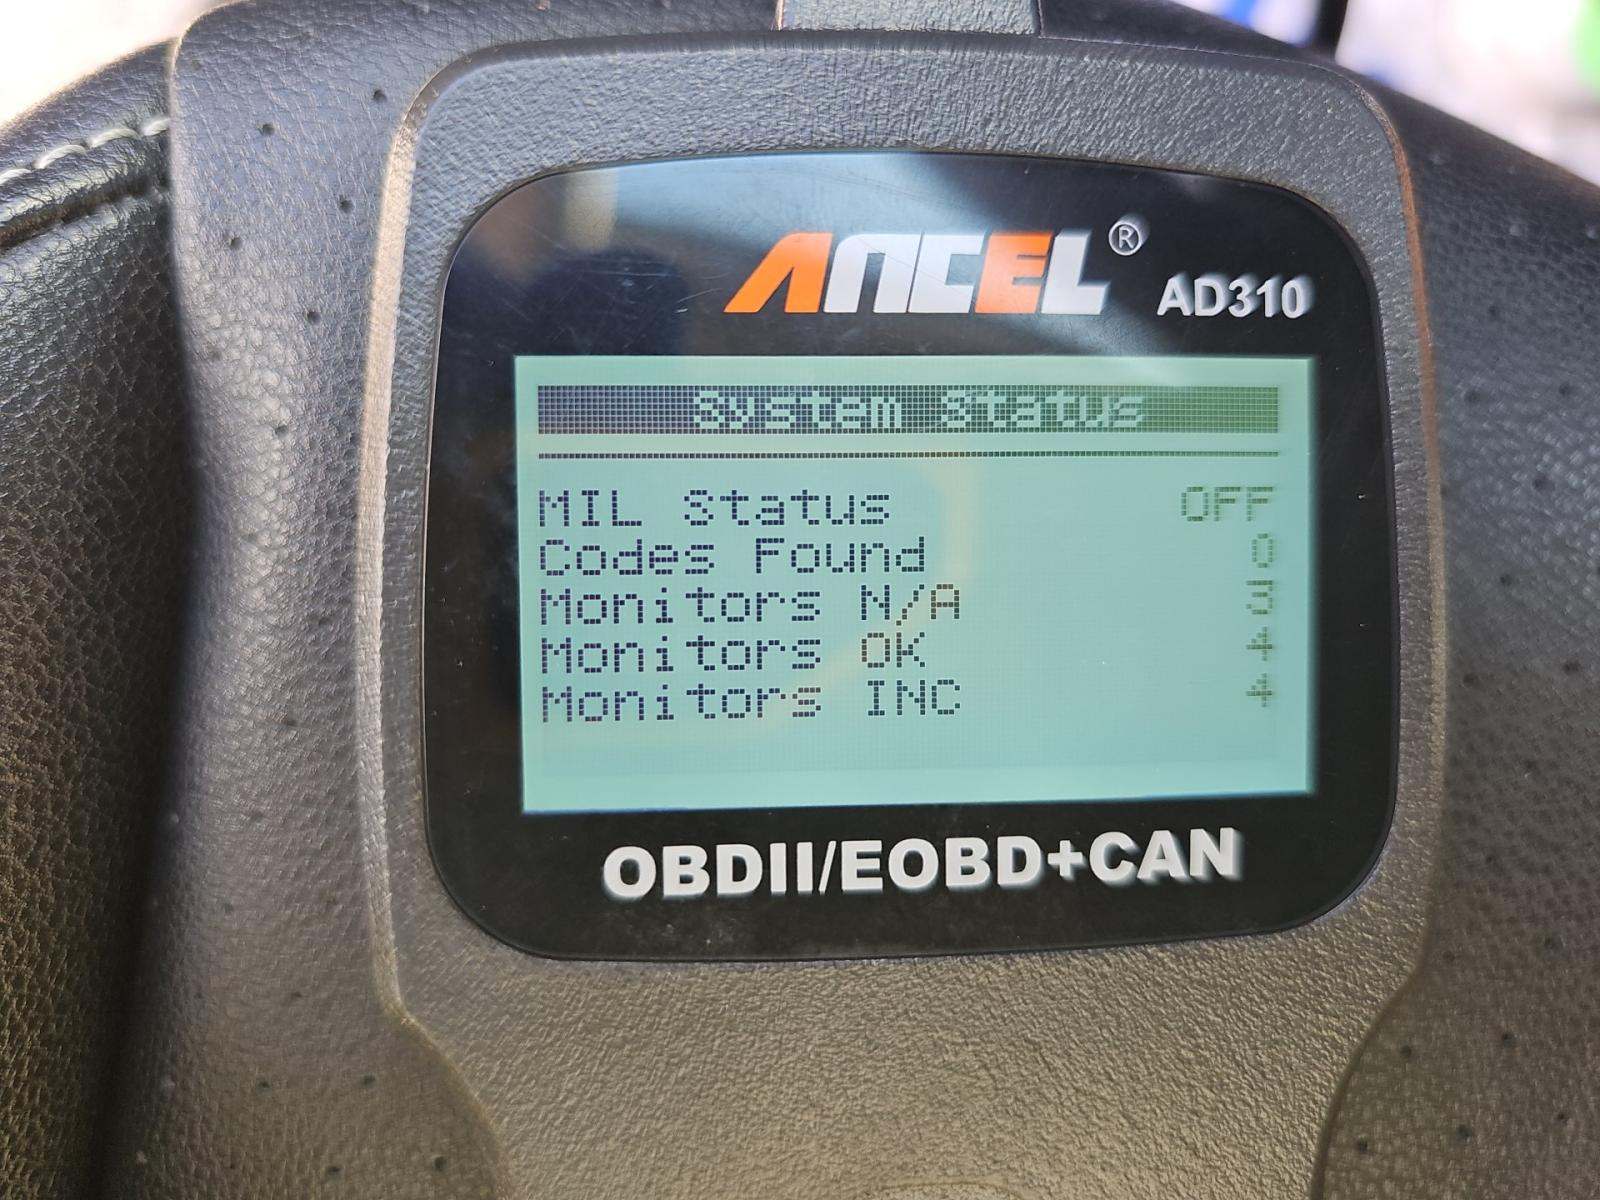 ANCEL® AD310
System Status
MIL Status OFF
Codes Found 0
Monitors N/A 3
Monitors OK 4
Monitors INC 4
OBDII/EOBD+CAN